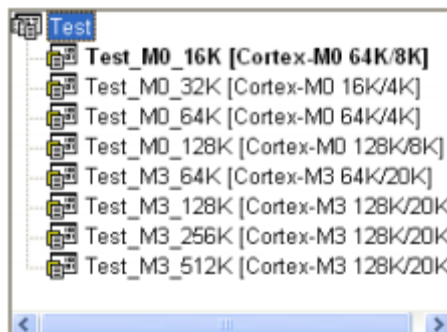 Test
Test_M0_16K [Cortex-M0 64K/8K]
Test_M0_32K [Cortex-M0 16K/4K]
Test_M0_64K [Cortex-M0 64K/4K]
Test_M0_128K [Cortex-M0 128K/8K]
Test_M3_64K [Cortex-M3 64K/20K]
Test_M3_128K [Cortex-M3 128K/20K
Test_M3_256K [Cortex-M3 128K/20K
Test_M3_512K [Cortex-M3 128K/20K